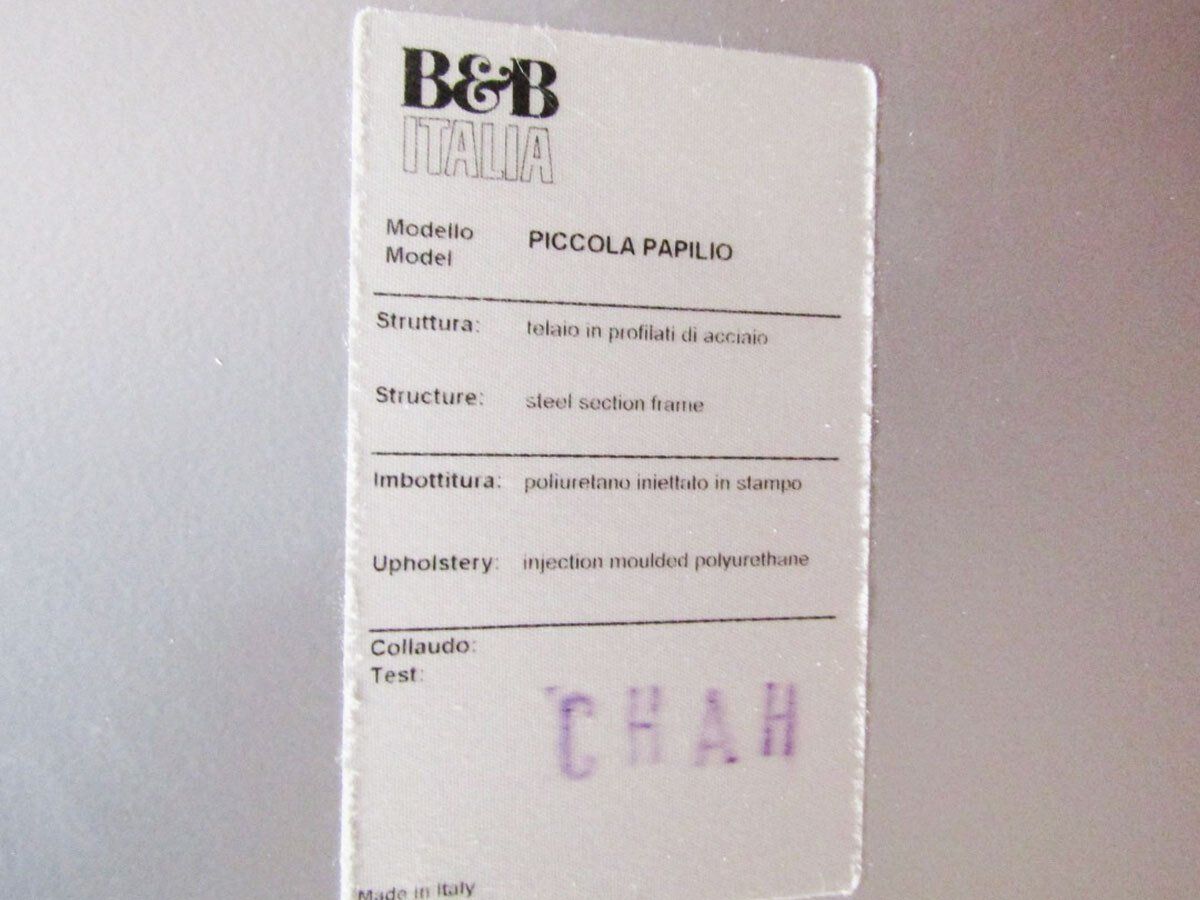 B&B
ITALIA
Modello
Model
PICCOLA PAPILIO
Struttura: telaio in profilati di acciaio
Structure: steel section frame
Imbottitura: poliuretano iniettato in stampo
Upholstery: injection moulded polyurethane
Collaudo:
Test:
CHAH
Made in Italy